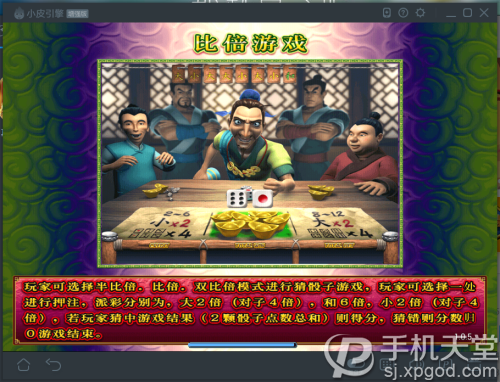 小皮引擎
比倍游戏
2~6
小×2
×4
8~12
大×2
×4
玩家可选择半比倍，比倍，双比倍模式进行猜骰子游戏，玩家可选择一处
进行押注，派彩分别为，大２倍（对子４倍），和６倍，小２倍（对子４
倍），若玩家猜中游戏结果（２颗骰子点数总和）则得分，猜错则分数归
０游戏结束。
1.0.5
手机天堂
sj.xpgod.com